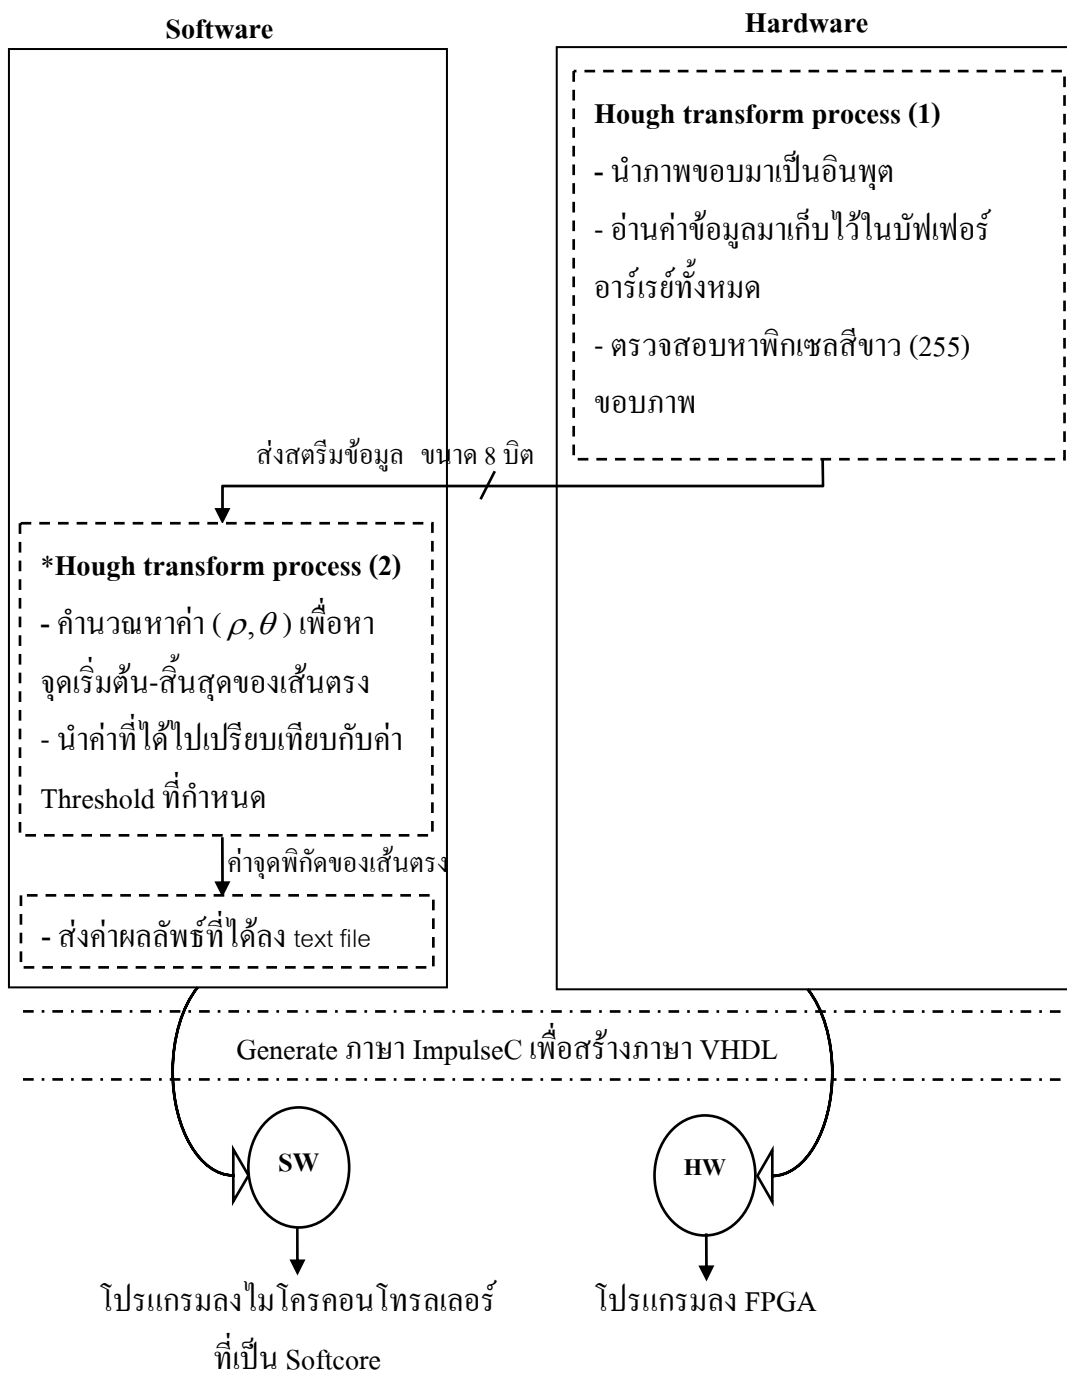 Software
Hardware
Hough transform process (1)
- นำภาพขอบมาเป็นอินพุต
- อ่านค่าข้อมูลมาเก็บไว้ในบัฟเฟอร์
อาร์เรย์ทั้งหมด
- ตรวจสอบหาพิกเซลสีขาว (255)
ขอบภาพ
ส่งสตรีมข้อมูล ขนาด 8 บิต
*Hough transform process (2)
- คำนวณหาค่า (ρ,θ) เพื่อหา
จุดเริ่มต้น-สิ้นสุดของเส้นตรง
- นำค่าที่ได้ไปเปรียบเทียบกับค่า
Threshold ที่กำหนด
ค่าจุดพิกัดของเส้นตรง
- ส่งค่าผลลัพธ์ที่ได้ลง text file
Generate ภาษา ImpulseC เพื่อสร้างภาษา VHDL
SW
HW
โปรแกรมลงไมโครคอนโทรลเลอร์
ที่เป็น Softcore
โปรแกรมลง FPGA